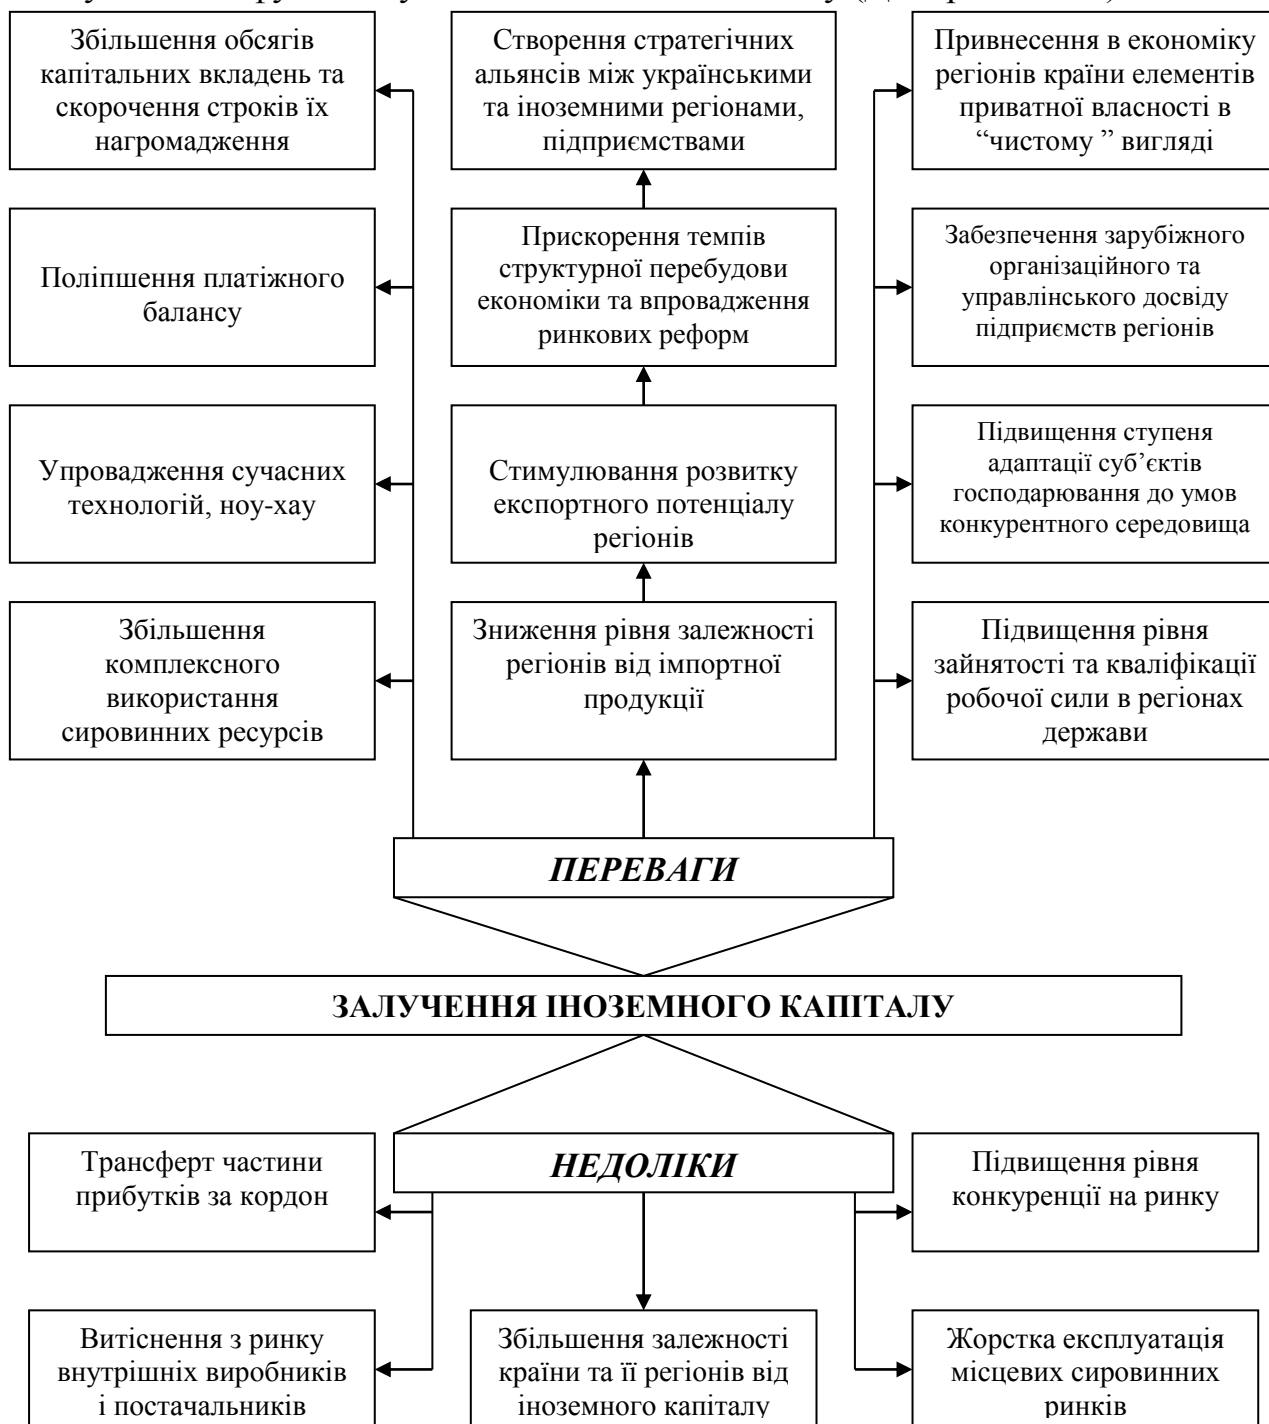 Збільшення обсягів
капітальних вкладень та
скорочення строків їх
нагромадження
Створення стратегічних
альянсів між українськими
та іноземними регіонами,
підприємствами
Привнесення в економіку
регіонів країни елементів
приватної власності в
“чистому ” вигляді
Поліпшення платіжного
балансу
Прискорення темпів
структурної перебудови
економіки та впровадження
ринкових реформ
Забезпечення зарубіжного
організаційного та
управлінського досвіду
підприємств регіонів
Упровадження сучасних
технологій, ноу-хау
Стимулювання розвитку
експортного потенціалу
регіонів
Підвищення ступеня
адаптації суб’єктів
господарювання до умов
конкурентного середовища
Збільшення
комплексного
використання
сировинних ресурсів
Зниження рівня залежності
регіонів від імпортної
продукції
Підвищення рівня
зайнятості та кваліфікації
робочої сили в регіонах
держави
ПЕРЕВАГИ
ЗАЛУЧЕННЯ ІНОЗЕМНОГО КАПІТАЛУ
НЕДОЛІКИ
Трансферт частини
прибутків за кордон
Підвищення рівня
конкуренції на ринку
Витіснення з ринку
внутрішніх виробників
і постачальників
Збільшення залежності
країни та її регіонів від
іноземного капіталу
Жорстка експлуатація
місцевих сировинних
ринків